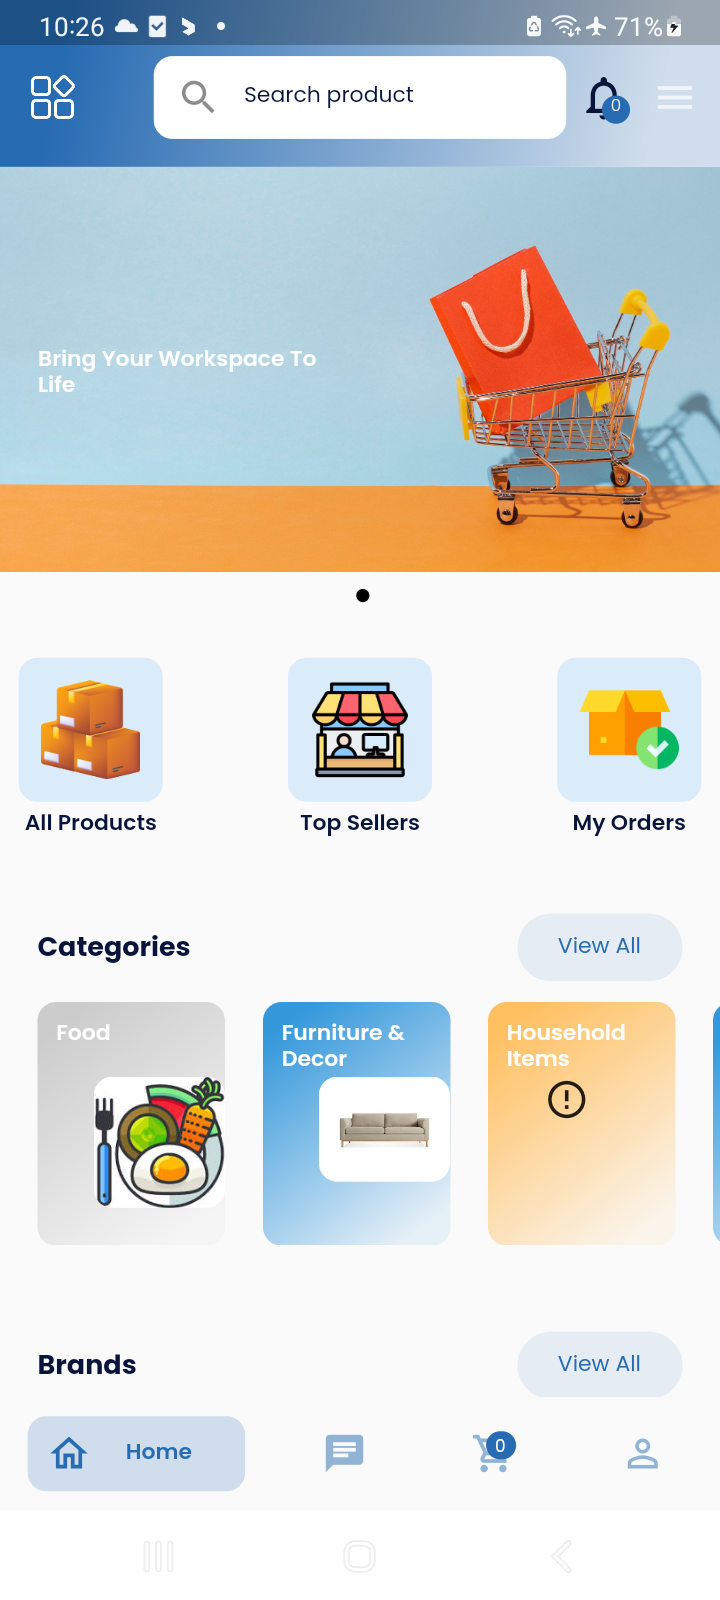 10:26
71%
Search product
0
Bring Your Workspace To
Life
All Products
Top Sellers
My Orders
Categories
View All
Food
Furniture &
Decor
Household
Items
Brands
View All
Home
0